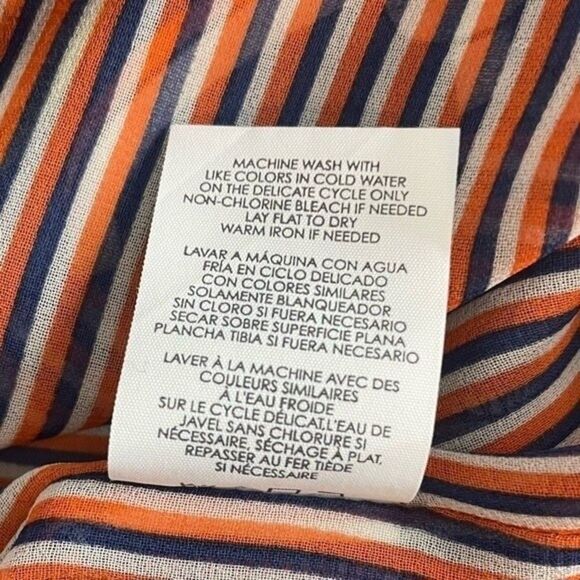 MACHINE WASH WITH
LIKE COLORS IN COLD WATER
ON THE DELICATE CYCLE ONLY
NON-CHLORINE BLEACH IF NEEDED
LAY FLAT TO DRY
WARM IRON IF NEEDED
LAVAR A MÁQUINA CON AGUA
FRÍA EN CICLO DELICADO
CON COLORES SIMILARES
SOLAMENTE BLANQUEADOR
SIN CLORO SI FUERA NECESARIO
SECAR SOBRE SUPERFICIE PLANA
PLANCHA TIBIA SI FUERA NECESARIO
LAVER À LA MACHINE AVEC DES
COULEURS SIMILAIRES
À L'EAU FROIDE
SUR LE CYCLE DÉLICAT.L'EAU DE
JAVEL SANS CHLORURE SI
NÉCESSAIRE, SÉCHAGE À PLAT,
REPASSER AU FER TIÈDE
SI NÉCESSAIRE